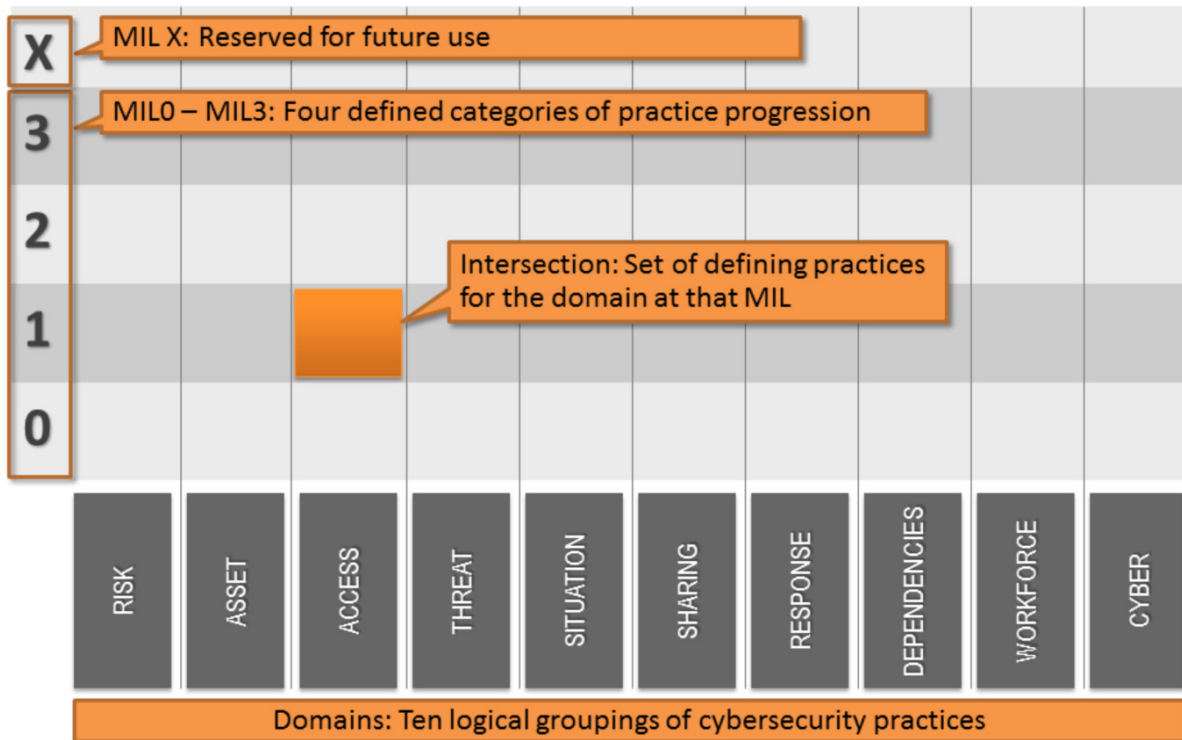 X
MIL X: Reserved for future use
3
MIL0 – MIL3: Four defined categories of practice progression
2
Intersection: Set of defining practices
for the domain at that MIL
1
0
RISK
ASSET
ACCESS
THREAT
SITUATION
SHARING
RESPONSE
DEPENDENCIES
WORKFORCE
CYBER
Domains: Ten logical groupings of cybersecurity practices